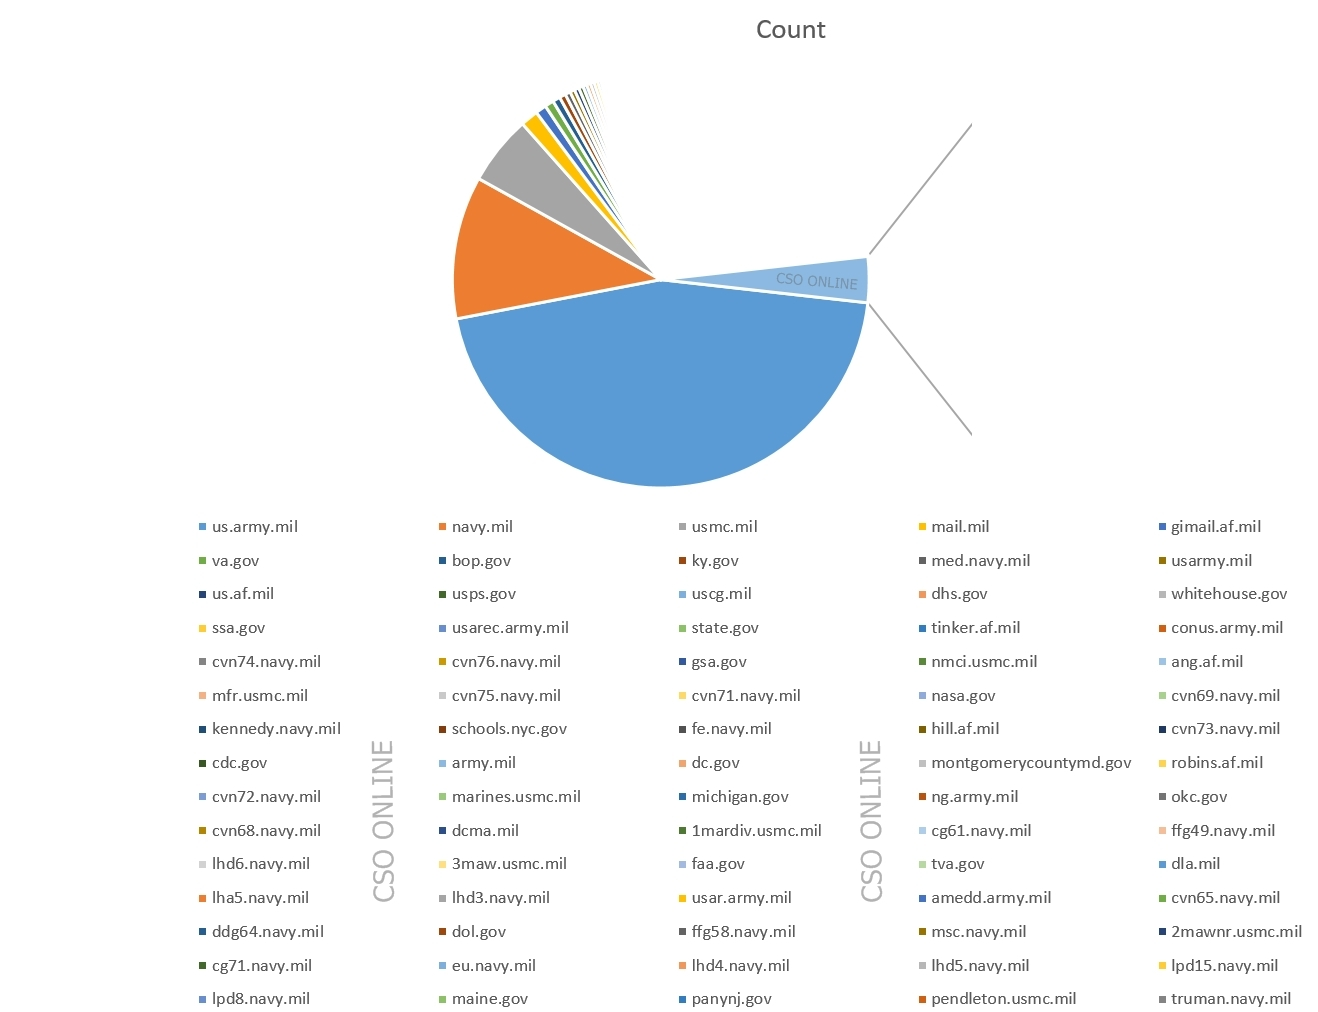 Count
CSO ONLINE
us.army.mil navy.mil usmc.mil mail.mil gimail.af.mil
va.gov bop.gov ky.gov med.navy.mil usarmy.mil
us.af.mil usps.gov uscg.mil dhs.gov whitehouse.gov
ssa.gov usarec.army.mil state.gov tinker.af.mil conus.army.mil
cvn74.navy.mil cvn76.navy.mil gsa.gov nmci.usmc.mil ang.af.mil
mfr.usmc.mil cvn75.navy.mil cvn71.navy.mil nasa.gov cvn69.navy.mil
kennedy.navy.mil schools.nyc.gov fe.navy.mil hill.af.mil cvn73.navy.mil
cdc.gov army.mil dc.gov montgomerycountymd.gov robins.af.mil
cvn72.navy.mil marines.usmc.mil michigan.gov ng.army.mil okc.gov
cvn68.navy.mil dcma.mil 1mardiv.usmc.mil cg61.navy.mil ffg49.navy.mil
lhd6.navy.mil 3maw.usmc.mil faa.gov tva.gov dla.mil
lha5.navy.mil lhd3.navy.mil usar.army.mil amedd.army.mil cvn65.navy.mil
ddg64.navy.mil dol.gov ffg58.navy.mil msc.navy.mil 2mawnr.usmc.mil
cg71.navy.mil eu.navy.mil lhd4.navy.mil lhd5.navy.mil lpd15.navy.mil
lpd8.navy.mil maine.gov panynj.gov pendleton.usmc.mil truman.navy.mil
CSO ONLINE
CSO ONLINE